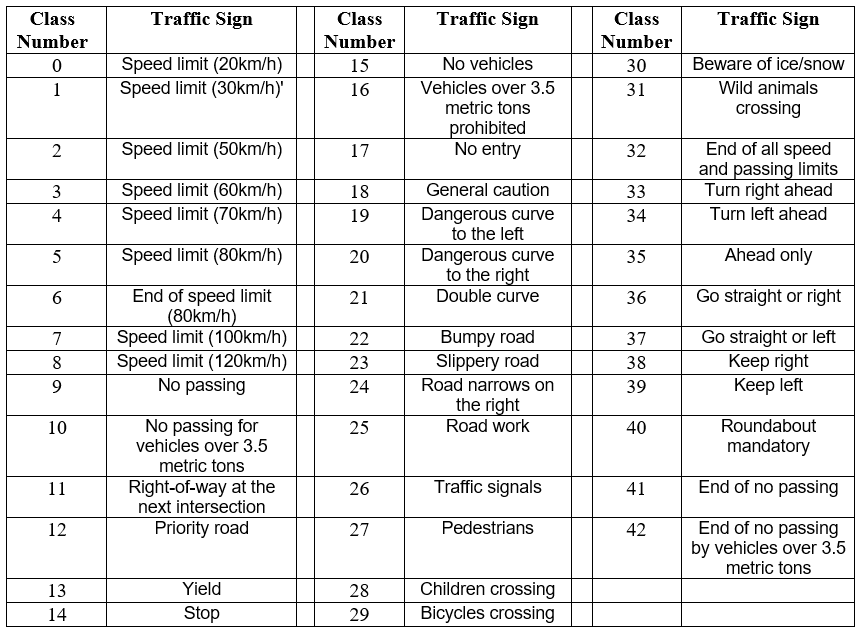 Class Number Traffic Sign Class Number Traffic Sign Class Number Traffic Sign
0 Speed limit (20km/h) 15 No vehicles 30 Beware of ice/snow
1 Speed limit (30km/h)' 16 Vehicles over 3.5 metric tons prohibited 31 Wild animals crossing
2 Speed limit (50km/h) 17 No entry 32 End of all speed and passing limits
3 Speed limit (60km/h) 18 General caution 33 Turn right ahead
4 Speed limit (70km/h) 19 Dangerous curve to the left 34 Turn left ahead
5 Speed limit (80km/h) 20 Dangerous curve to the right 35 Ahead only
6 End of speed limit (80km/h) 21 Double curve 36 Go straight or right
7 Speed limit (100km/h) 22 Bumpy road 37 Go straight or left
8 Speed limit (120km/h) 23 Slippery road 38 Keep right
9 No passing 24 Road narrows on the right 39 Keep left
10 No passing for vehicles over 3.5 metric tons 25 Road work 40 Roundabout mandatory
11 Right-of-way at the next intersection 26 Traffic signals 41 End of no passing
12 Priority road 27 Pedestrians 42 End of no passing by vehicles over 3.5 metric tons
13 Yield 28 Children crossing
14 Stop 29 Bicycles crossing